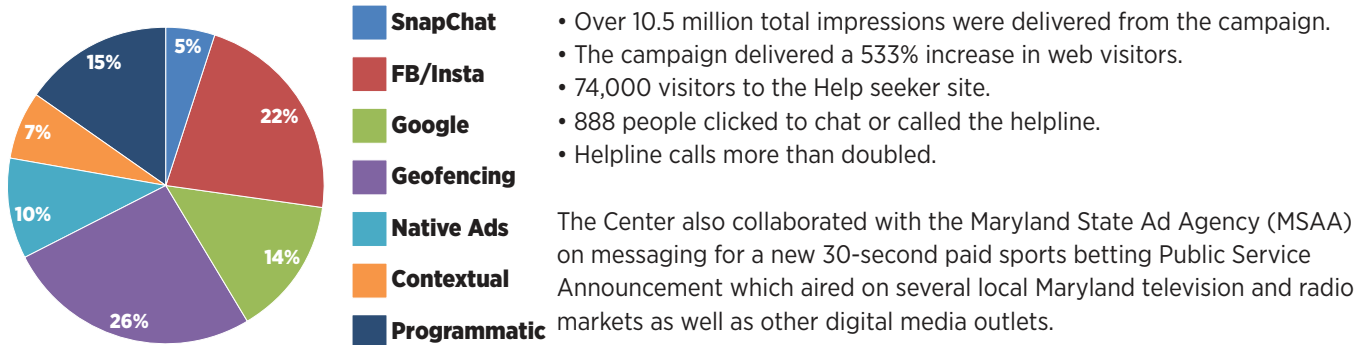 5%
22%
14%
26%
10%
7%
15%
SnapChat
FB/Insta
Google
Geofencing
Native Ads
Contextual
Programmatic
• Over 10.5 million total impressions were delivered from the campaign.
• The campaign delivered a 533% increase in web visitors.
• 74,000 visitors to the Help seeker site.
• 888 people clicked to chat or called the helpline.
• Helpline calls more than doubled.
The Center also collaborated with the Maryland State Ad Agency (MSAA)
on messaging for a new 30-second paid sports betting Public Service
Announcement which aired on several local Maryland television and radio
markets as well as other digital media outlets.